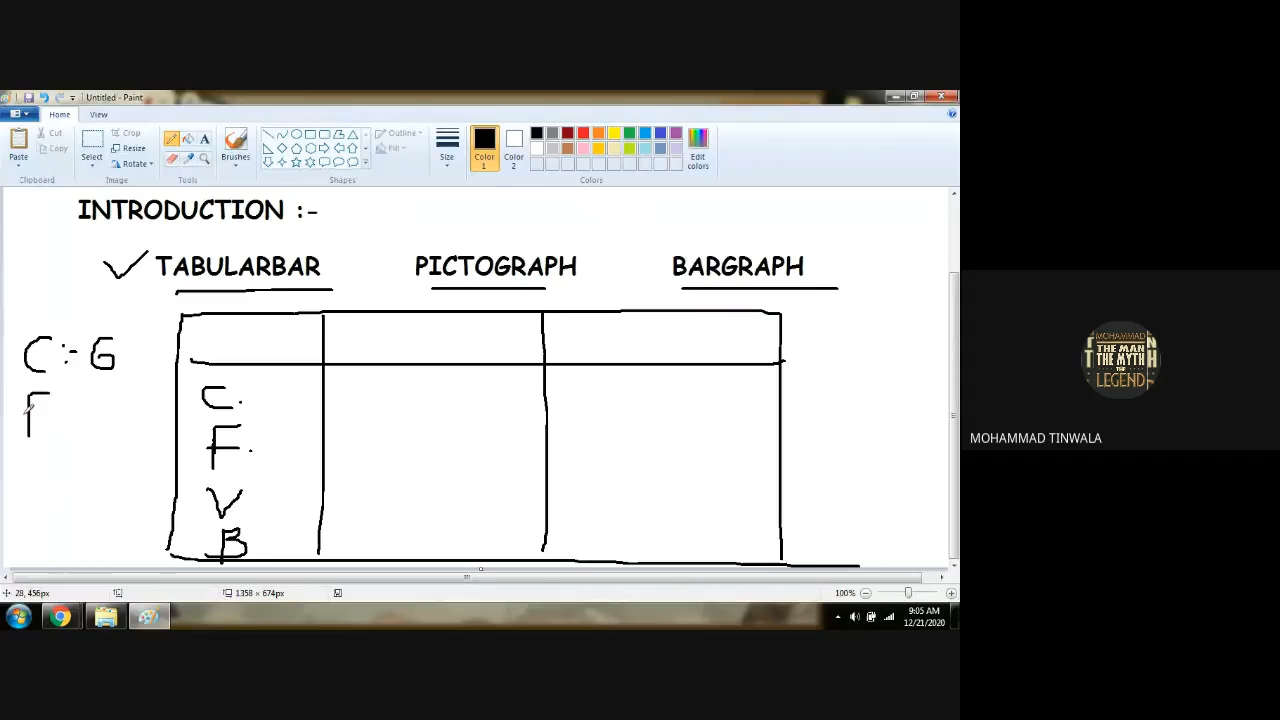 Untitled - Paint
Home View
Paste
Cut
Copy
Clipboard
Select
Crop
Resize
Rotate
Image
A
Tools
Brushes
Outline
Fill
Shapes
Size
Color 1
Color 2
Edit colors
Colors
INTRODUCTION :-
TABULARBAR PICTOGRAPH BARGRAPH
C :- G
F
C.
F.
V
B
28, 456px
1358 × 674px
100%
9:05 AM
12/21/2020
MOHAMMAD
THE MAN
THE MYTH
THE
LEGEND
MOHAMMAD TINWALA